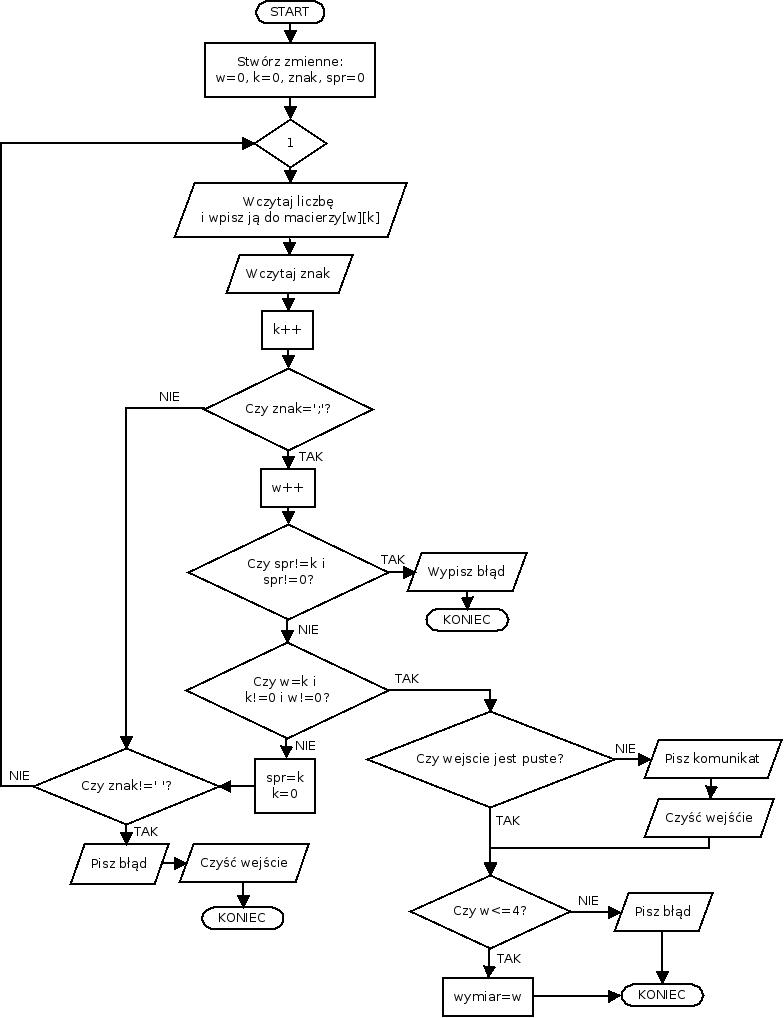 START
Stwórz zmienne:
w=0, k=0, znak, spr=0
1
Wczytaj liczbę
i wpisz ją do macierzy[w][k]
Wczytaj znak
k++
Czy znak=';'?
NIE
TAK
w++
Czy spr!=k i
spr!=0?
TAK
Wypisz błąd
KONIEC
NIE
Czy w=k i
k!=0 i w!=0?
TAK
NIE
spr=k
k=0
Czy wejscie jest puste?
NIE
Pisz komunikat
Czyść wejśćie
TAK
Czy znak!=' '?
NIE
TAK
Pisz błąd
Czyść wejście
KONIEC
Czy w<=4?
NIE
Pisz błąd
TAK
wymiar=w
KONIEC